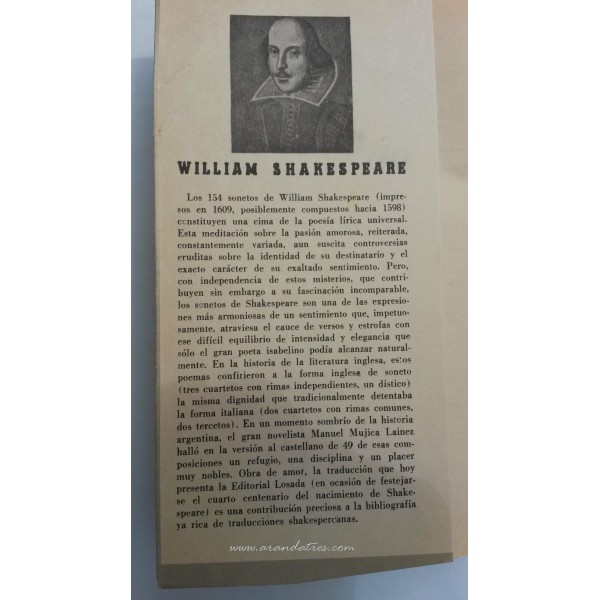 WILLIAM SHAKESPEARE
Los 154 sonetos de William Shakespeare (impre-
sos en 1609, posiblemente compuestos hacia 1598)
constituyen una cima de la poesía lírica universal.
Esta meditación sobre la pasión amorosa, reiterada,
constantemente variada, aun suscita controversias
eruditas sobre la identidad de su destinatario y el
exacto carácter de su exaltado sentimiento. Pero,
con independencia de estos misterios, que contri-
buyen sin embargo a su fascinación incomparable,
los sonetos de Shakespeare son una de las expresio-
nes más armoniosas de un sentimiento que, impetuo-
samente, atraviesa el cauce de versos y estrofas con
ese difícil equilibrio de intensidad y elegancia que
sólo el gran poeta isabelino podía alcanzar natural-
mente. En la historia de la literatura inglesa, estos
poemas confirieron a la forma inglesa de soneto
(tres cuartetos con rimas independientes, un dístico)
la misma dignidad que tradicionalmente detentaba
la forma italiana (dos cuartetos con rimas comunes,
dos tercetos). En un momento sombrío de la historia
argentina, el gran novelista Manuel Mujica Lainez
halló en la versión al castellano de 49 de esas com-
posiciones un refugio, una disciplina y un placer
muy nobles. Obra de amor, la traducción que hoy
presenta la Editorial Losada (en ocasión de festejar-
se el cuarto centenario del nacimiento de Shake-
speare) es una contribución preciosa a la bibliografía
ya rica de traducciones shakespereanas.
www.arandatres.com